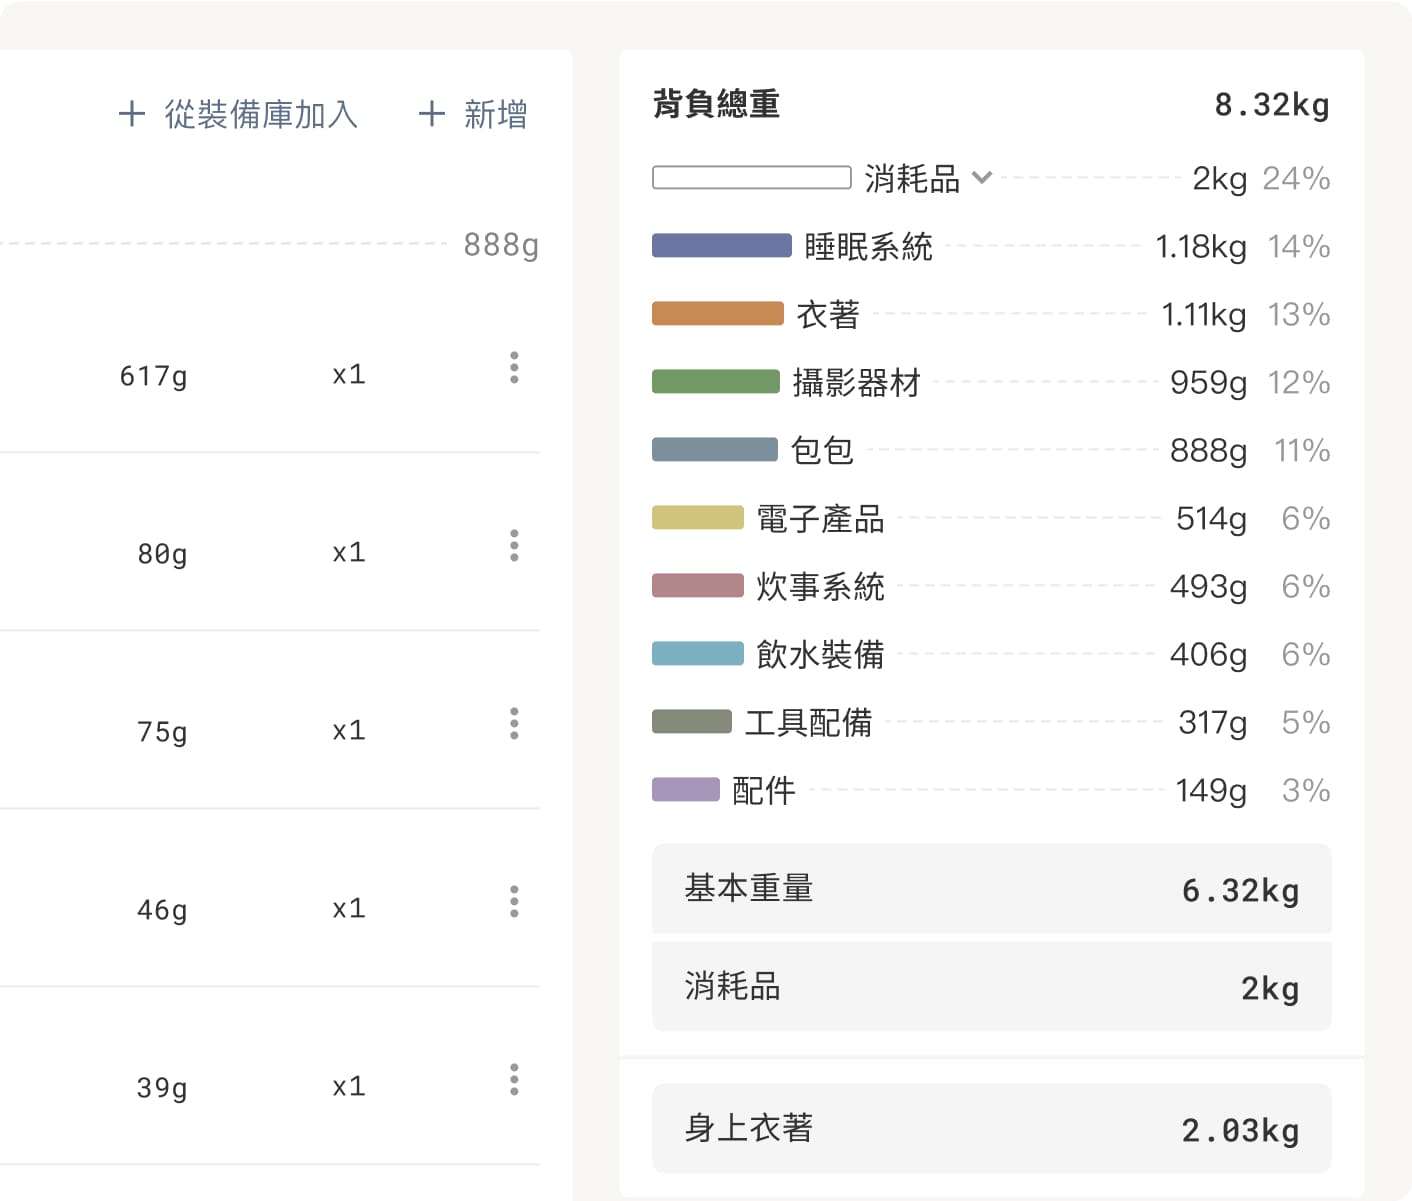 從裝備庫加入 新增
888g
617g x1
80g x1
75g x1
46g x1
39g x1
背負總重 8.32kg
消耗品 2kg 24%
睡眠系統 1.18kg 14%
衣著 1.11kg 13%
攝影器材 959g 12%
包包 888g 11%
電子產品 514g 6%
炊事系統 493g 6%
飲水裝備 406g 6%
工具配備 317g 5%
配件 149g 3%
基本重量 6.32kg
消耗品 2kg
身上衣著 2.03kg